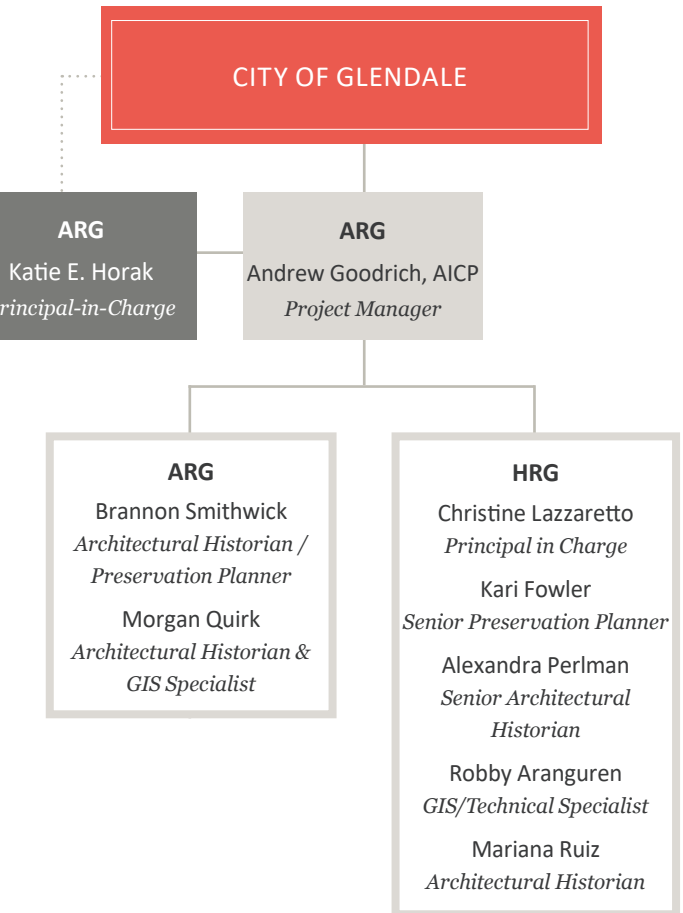 CITY OF GLENDALE
ARG
Katie E. Horak
rincipal-in-Charge
ARG
Andrew Goodrich, AICP
Project Manager
ARG
Brannon Smithwick
Architectural Historian /
Preservation Planner
Morgan Quirk
Architectural Historian &
GIS Specialist
HRG
Christine Lazzaretto
Principal in Charge
Kari Fowler
Senior Preservation Planner
Alexandra Perlman
Senior Architectural
Historian
Robby Aranguren
GIS/Technical Specialist
Mariana Ruiz
Architectural Historian